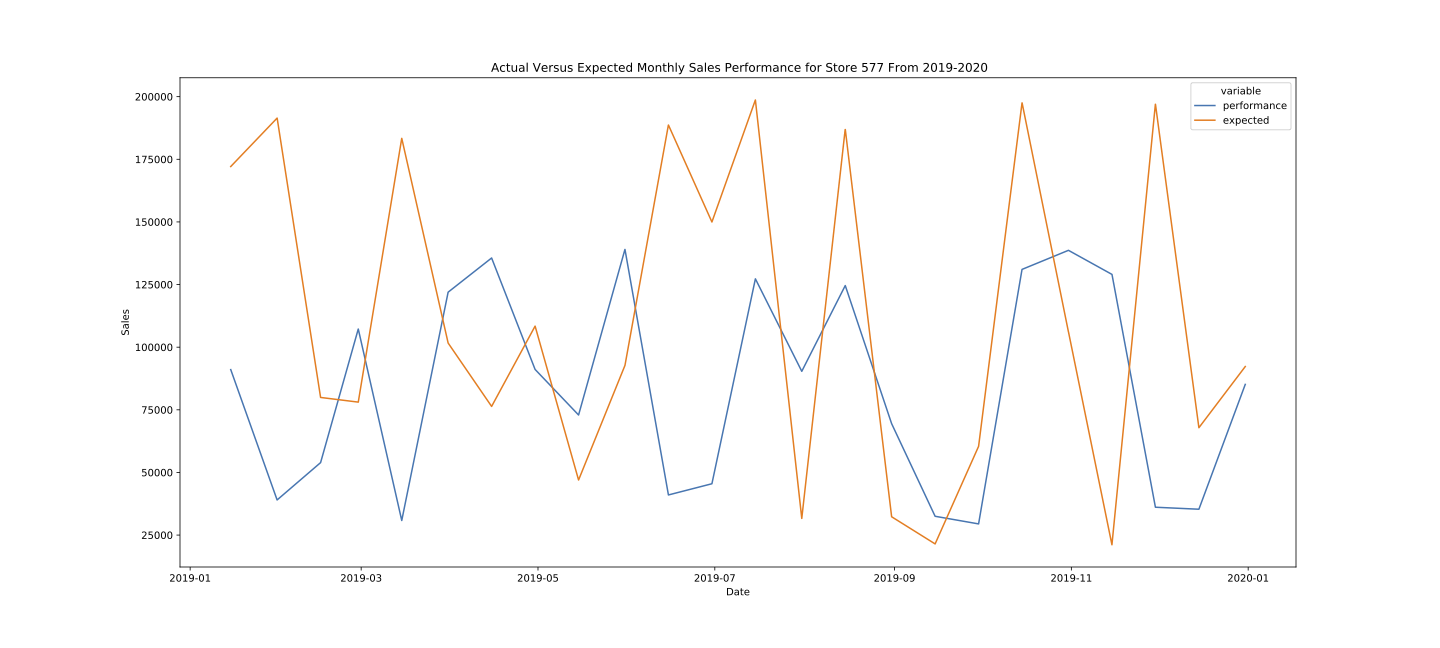 Actual Versus Expected Monthly Sales Performance for Store 577 From 2019-2020
variable
performance
expected
200000
175000
150000
125000
100000
75000
50000
25000
Sales
2019-01 2019-03 2019-05 2019-07 2019-09 2019-11 2020-01
Date